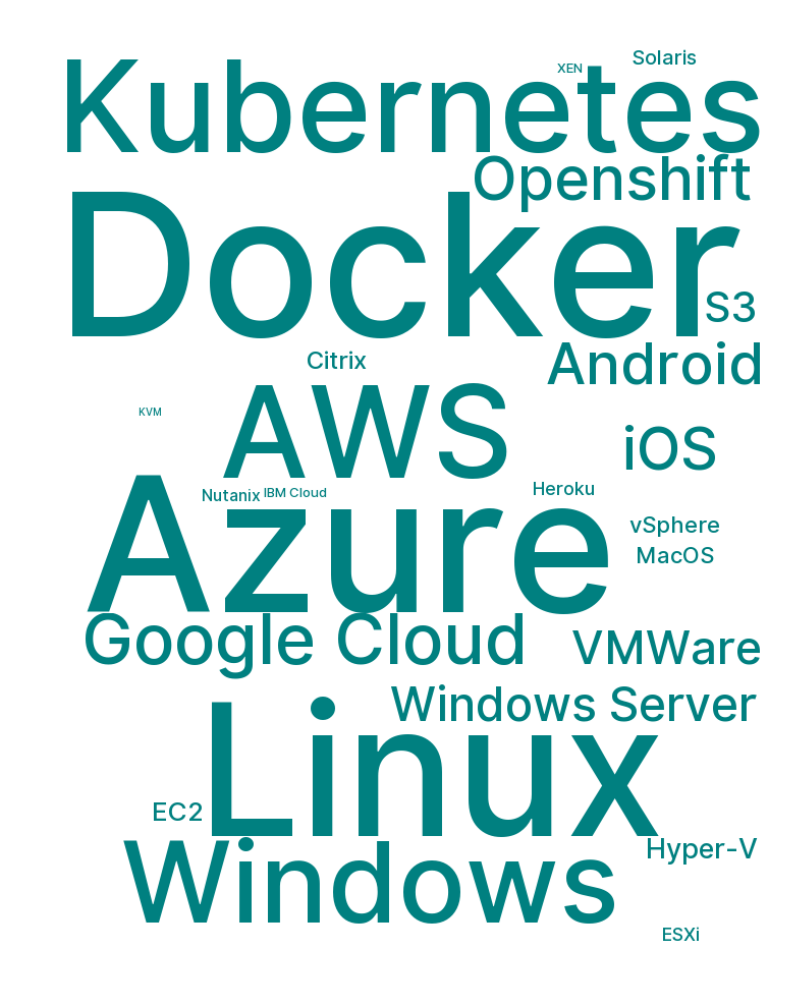 Solaris
XEN
Kubernetes
Openshift
Docker
S3
Android
Citrix
AWS
KVM
iOS
Azure
Nutanix
IBM Cloud
Heroku
vSphere
MacOS
Google Cloud
VMWare
Windows Server
Linux
EC2
Hyper-V
Windows
ESXi